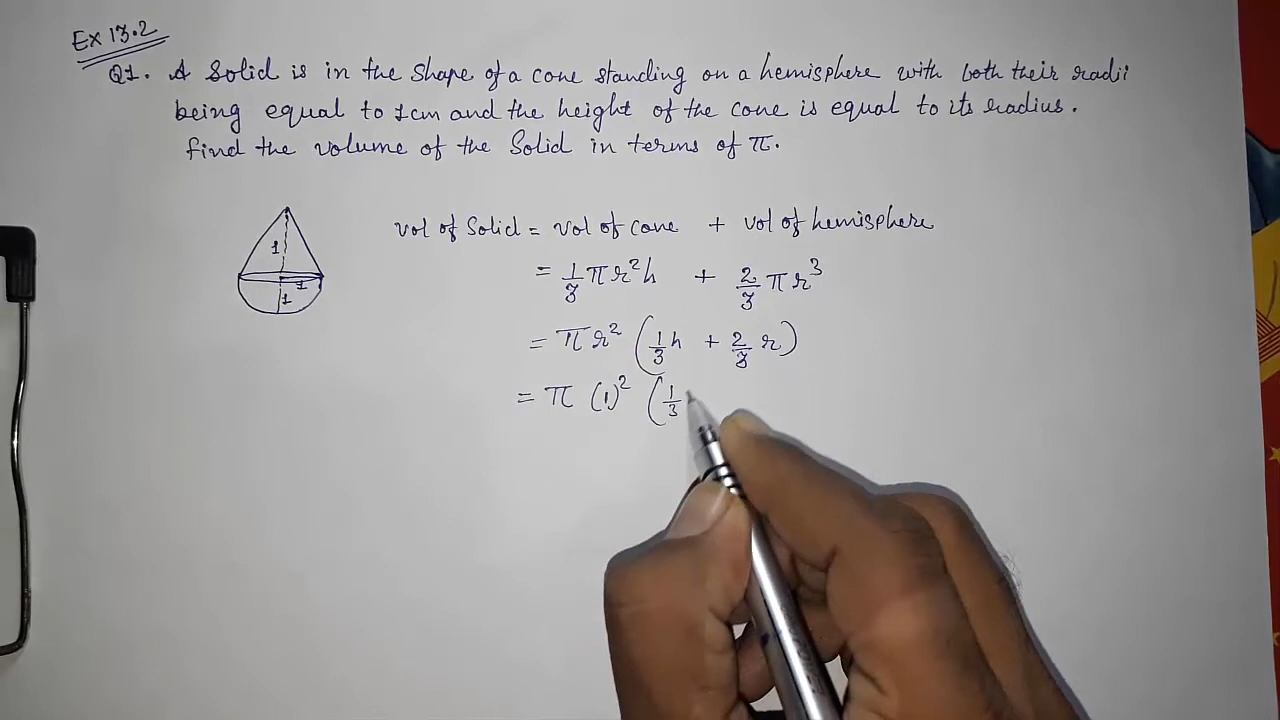 Ex 13.2
Q1. A Solid is in the shape of a cone standing on a hemisphere with both their radii
being equal to 1cm and the height of the cone is equal to its radius.
find the volume of the Solid in terms of π.
vol of Solid = vol of cone + vol of hemisphere
= 1/3 πr²h + 2/3 πr³
= πr² (1/3 h + 2/3 r)
= π (1)² (1/3
1
1
1